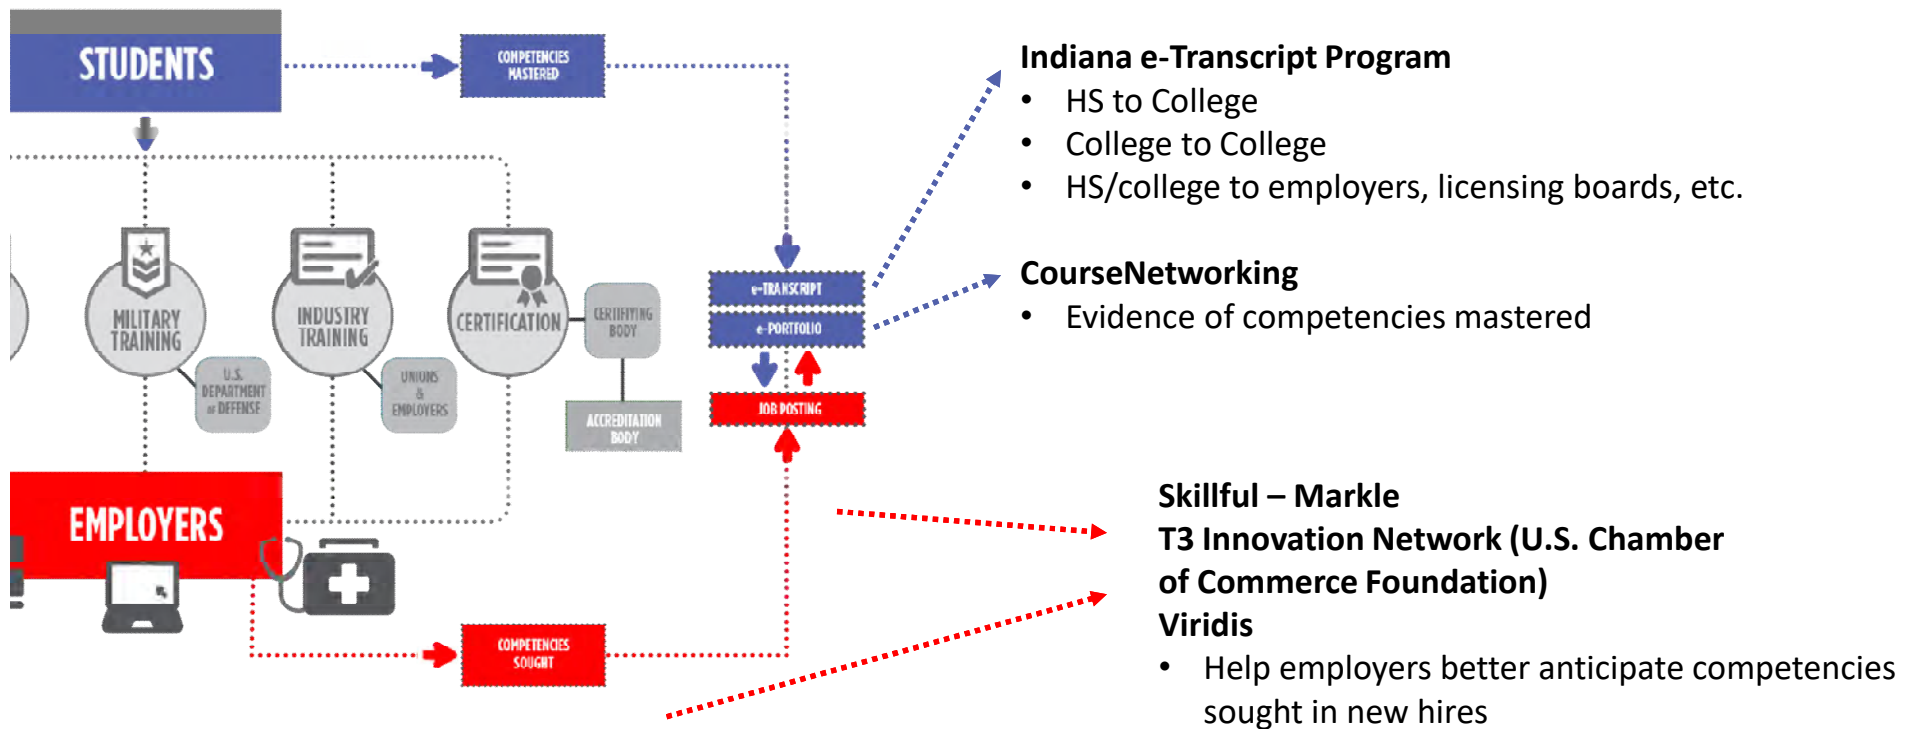 STUDENTS
COMPETENCIES
MASTERED
MILITARY
TRAINING
U.S.
DEPARTMENT
OF DEFENSE
INDUSTRY
TRAINING
UNIONS
&
EMPLOYERS
CERTIFICATION
CERTIFIYING
BODY
ACCREDITATION
BODY
e-TRANSCRIPT
e-PORTFOLIO
JOB POSTING
EMPLOYERS
COMPETENCIES
SOUGHT
Indiana e-Transcript Program
• HS to College
• College to College
• HS/college to employers, licensing boards, etc.
CourseNetworking
• Evidence of competencies mastered
Skillful – Markle
T3 Innovation Network (U.S. Chamber
of Commerce Foundation)
Viridis
• Help employers better anticipate competencies
sought in new hires